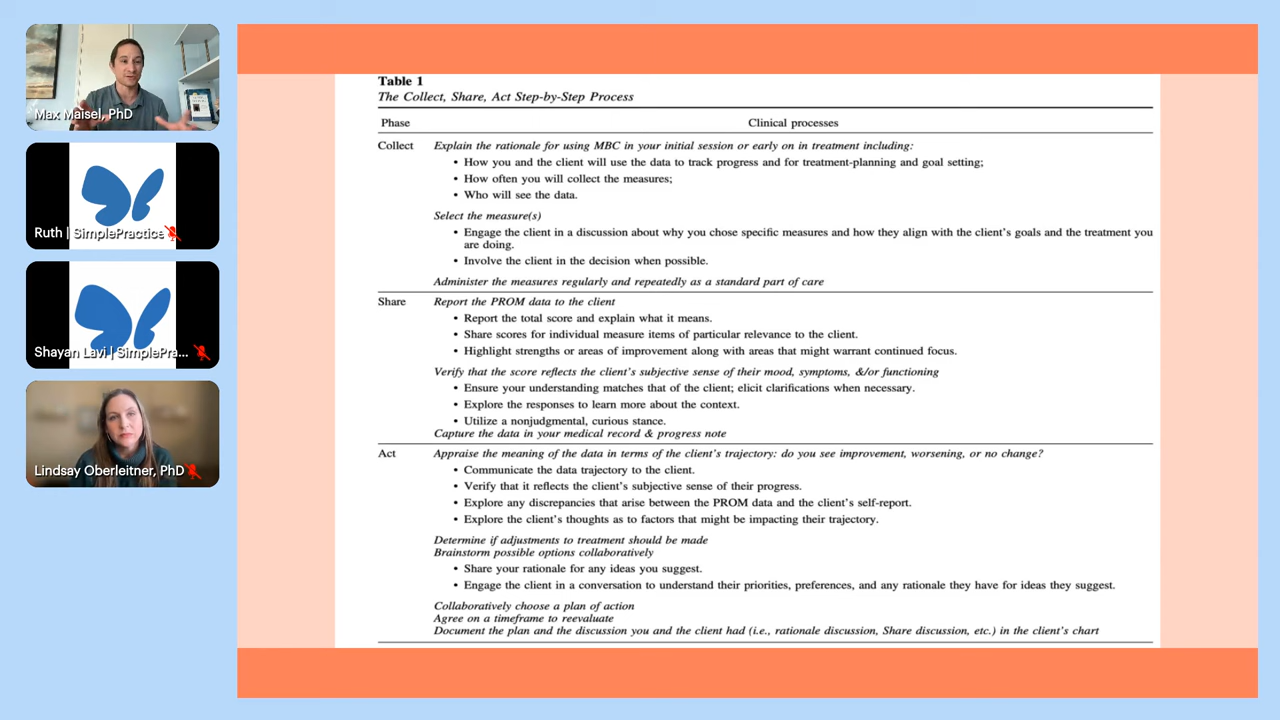 Max Maisel, PhD
Ruth | SimplePractice
Shayan Lavi | SimplePra...
Lindsay Oberleitner, PhD
Table 1
The Collect, Share, Act Step-by-Step Process
Phase Clinical processes
Collect Explain the rationale for using MBC in your initial session or early on in treatment including:
• How you and the client will use the data to track progress and for treatment-planning and goal setting;
• How often you will collect the measures;
• Who will see the data.
Select the measure(s)
• Engage the client in a discussion about why you chose specific measures and how they align with the client's goals and the treatment you
are doing.
• Involve the client in the decision when possible.
Administer the measures regularly and repeatedly as a standard part of care
Share Report the PROM data to the client
• Report the total score and explain what it means.
• Share scores for individual measure items of particular relevance to the client.
• Highlight strengths or areas of improvement along with areas that might warrant continued focus.
Verify that the score reflects the client's subjective sense of their mood, symptoms, &/or functioning
• Ensure your understanding matches that of the client; elicit clarifications when necessary.
• Explore the responses to learn more about the context.
• Utilize a nonjudgmental, curious stance.
Capture the data in your medical record & progress note
Act Appraise the meaning of the data in terms of the client's trajectory: do you see improvement, worsening, or no change?
• Communicate the data trajectory to the client.
• Verify that it reflects the client's subjective sense of their progress.
• Explore any discrepancies that arise between the PROM data and the client's self-report.
• Explore the client's thoughts as to factors that might be impacting their trajectory.
Determine if adjustments to treatment should be made
Brainstorm possible options collaboratively
• Share your rationale for any ideas you suggest.
• Engage the client in a conversation to understand their priorities, preferences, and any rationale they have for ideas they suggest.
Collaboratively choose a plan of action
Agree on a timeframe to reevaluate
Document the plan and the discussion you and the client had (i.e., rationale discussion, Share discussion, etc.) in the client's chart